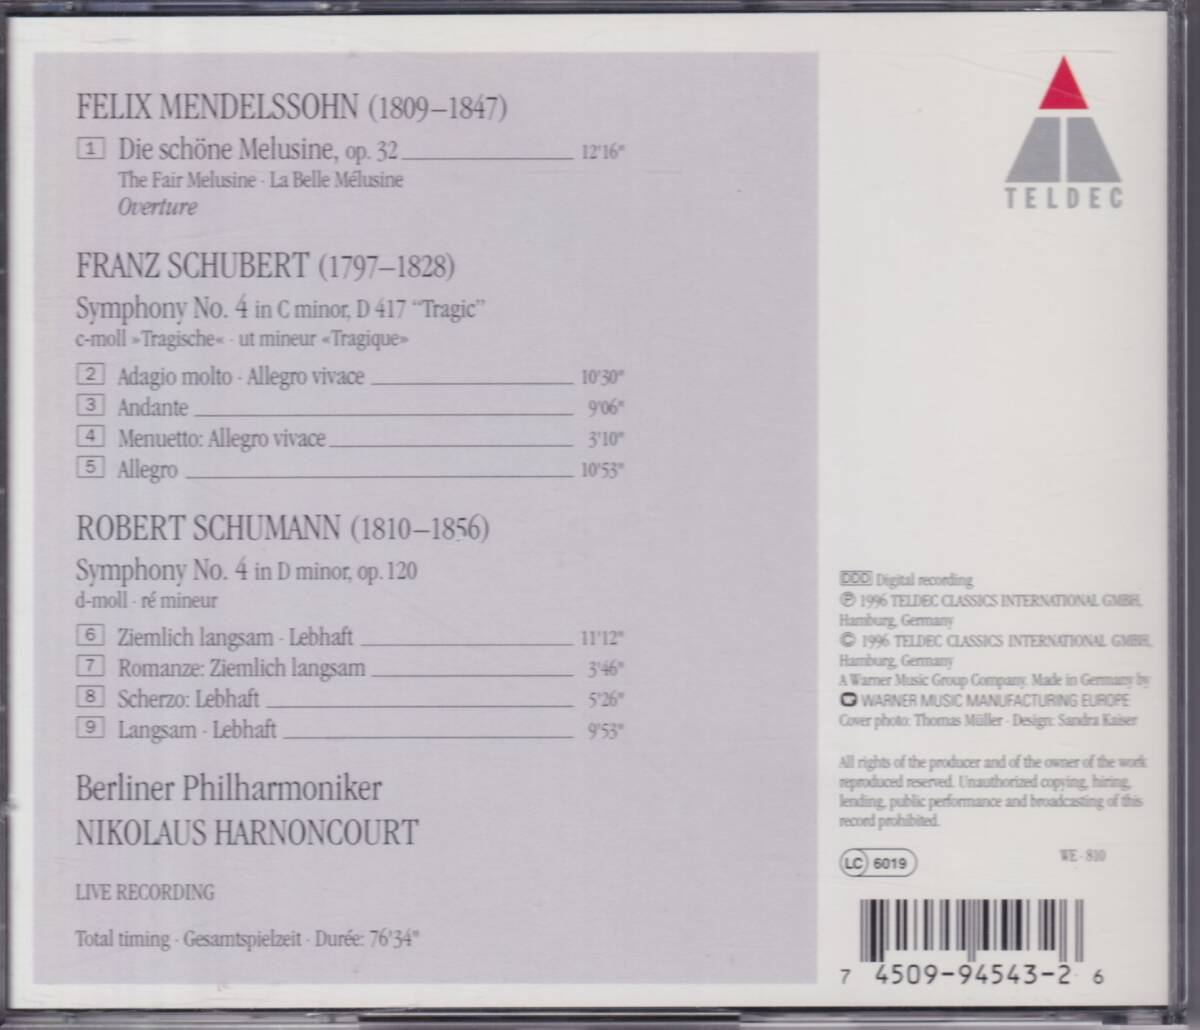 FELIX MENDELSSOHN (1809–1847)
1 Die schöne Melusine, op. 32 12'16"
The Fair Melusine · La Belle Mélusine
Overture
FRANZ SCHUBERT (1797–1828)
Symphony No. 4 in C minor, D 417 “Tragic”
c-moll »Tragische« · ut mineur «Tragique»
2 Adagio molto · Allegro vivace 10'30"
3 Andante 9'06"
4 Menuetto: Allegro vivace 3'10"
5 Allegro 10'53"
ROBERT SCHUMANN (1810–1856)
Symphony No. 4 in D minor, op. 120
d-moll · ré mineur
6 Ziemlich langsam · Lebhaft 11'12"
7 Romanze: Ziemlich langsam 3'46"
8 Scherzo: Lebhaft 5'26"
9 Langsam · Lebhaft 9'53"
Berliner Philharmoniker
NIKOLAUS HARNONCOURT
LIVE RECORDING
Total timing · Gesamtspielzeit · Durée: 76'34"
TELDEC
DDD Digital recording
℗ 1996 TELDEC CLASSICS INTERNATIONAL GMBH,
Hamburg, Germany
© 1996 TELDEC CLASSICS INTERNATIONAL GMBH,
Hamburg, Germany
A Warner Music Group Company. Made in Germany by
WARNER MUSIC MANUFACTURING EUROPE
Cover photo: Thomas Müller · Design: Sandra Kaiser
All rights of the producer and of the owner of the work
reproduced reserved. Unauthorized copying, hiring,
lending, public performance and broadcasting of this
record prohibited.
LC 6019
WE · 810
7 4509-94543-2 6